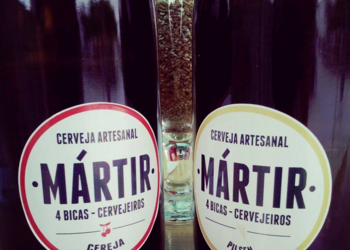 CERVEJA ARTESANAL
·MÁRTIR·
4 BICAS - CERVEJEIROS
CEREJA
CERVEJA ARTESANAL
·MÁRTIR·
4 BICAS - CERVEJEIROS
PILSEN